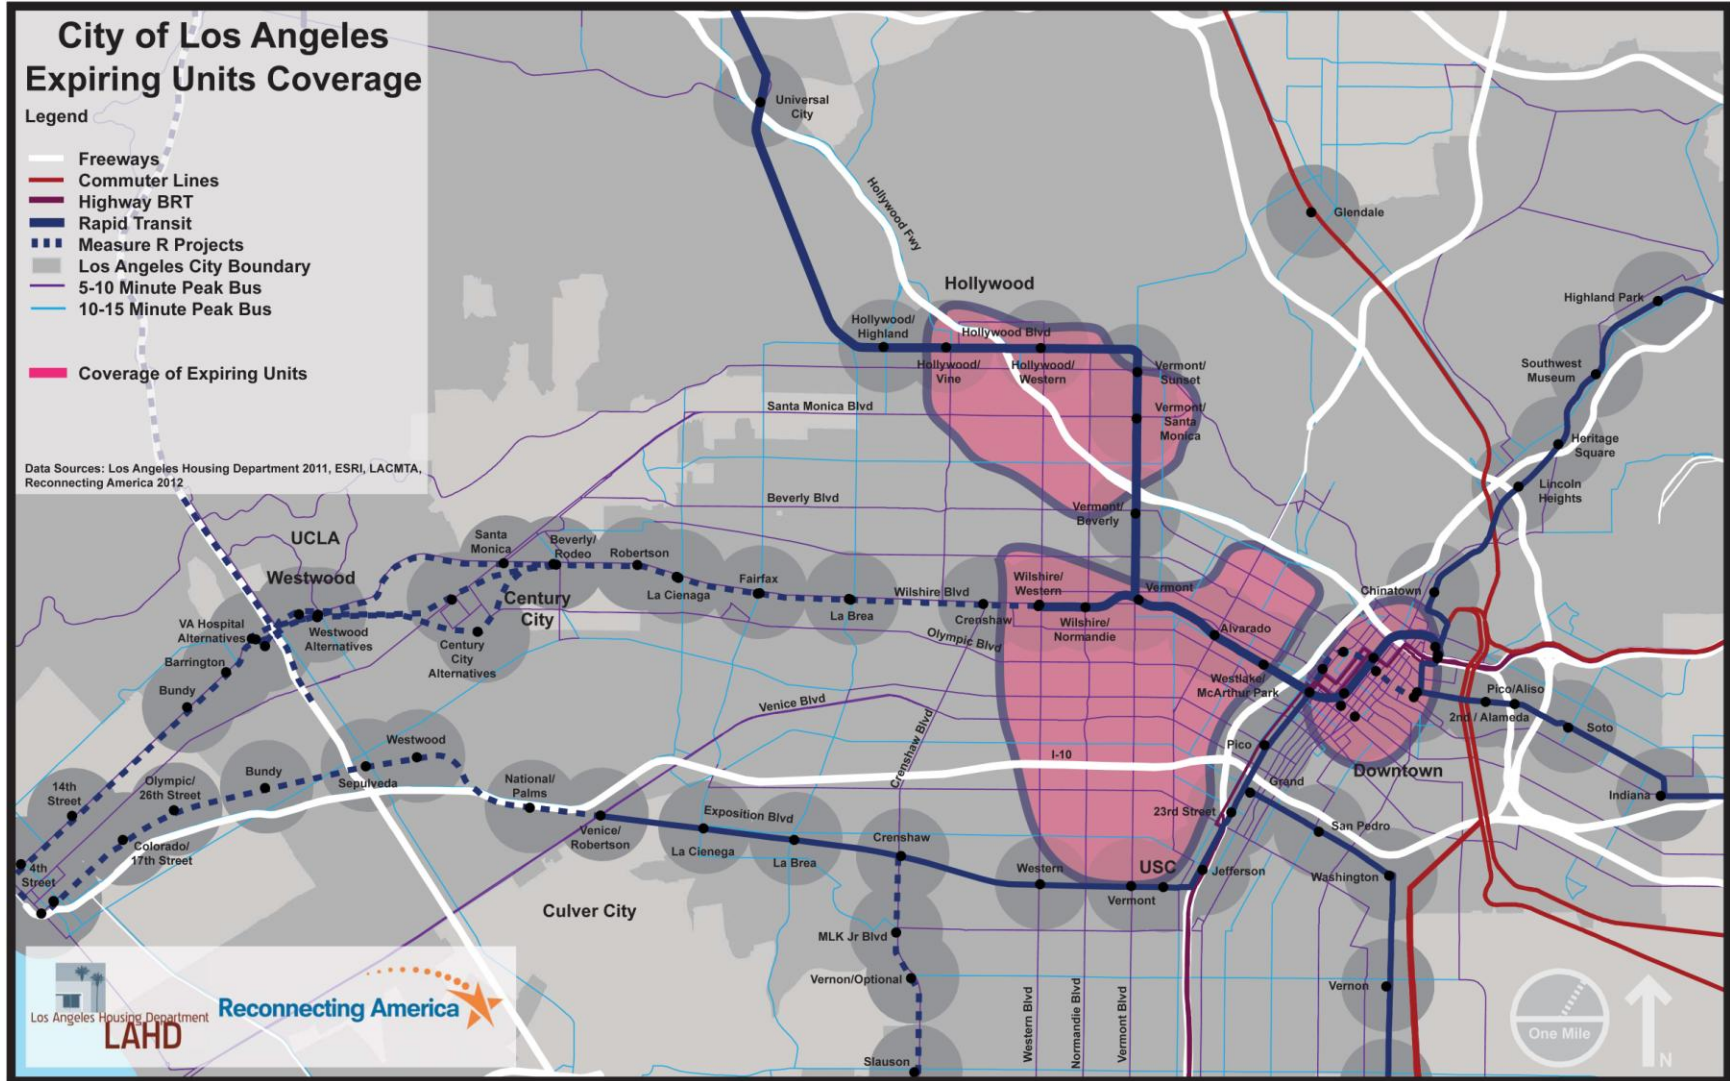 City of Los Angeles
Expiring Units Coverage
Legend
Freeways
Commuter Lines
Highway BRT
Rapid Transit
Measure R Projects
Los Angeles City Boundary
5-10 Minute Peak Bus
10-15 Minute Peak Bus
Coverage of Expiring Units
Data Sources: Los Angeles Housing Department 2011, ESRI, LACMTA,
Reconnecting America 2012
Universal
City
Hollywood Fwy
Glendale
Hollywood
Highland Park
Hollywood/
Highland
Hollywood Blvd
Hollywood/
Vine
Hollywood/
Western
Vermont/
Sunset
Southwest
Museum
Santa Monica Blvd
Vermont/
Santa
Monica
Heritage
Square
Lincoln
Heights
Beverly Blvd
Vermont/
Beverly
UCLA
Santa
Monica
Beverly/
Rodeo
Robertson
Westwood
Century
City
La Cienaga
Fairfax
La Brea
Wilshire Blvd
Crenshaw
Wilshire/
Western
Wilshire/
Normandie
Vermont
Alvarado
Chinatown
VA Hospital
Alternatives
Westwood
Alternatives
Century
City
Alternatives
Olympic Blvd
Barrington
Bundy
Westlake/
McArthur Park
Pico/Aliso
2nd / Alameda
Soto
Venice Blvd
Crenshaw Blvd
I-10
Pico
Downtown
Westwood
Sepulveda
Bundy
Olympic/
26th Street
14th
Street
National/
Palms
Grand
Indiana
23rd Street
San Pedro
Exposition Blvd
Venice/
Robertson
La Cienega
La Brea
Crenshaw
Colorado/
17th Street
4th
Street
Western
USC
Vermont
Jefferson
Washington
Culver City
MLK Jr Blvd
Vernon/Optional
Vernon
Slauson
Western Blvd
Normandie Blvd
Vermont Blvd
Los Angeles Housing Department
LAHD
Reconnecting America
One Mile
N